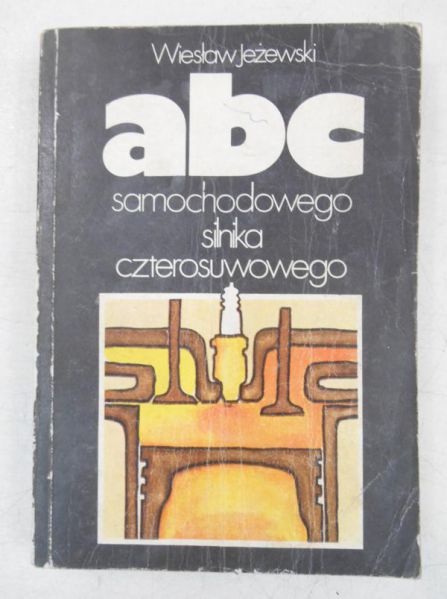 Wiesław Jeżewski
abc
samochodowego
silnika
czterosuwowego